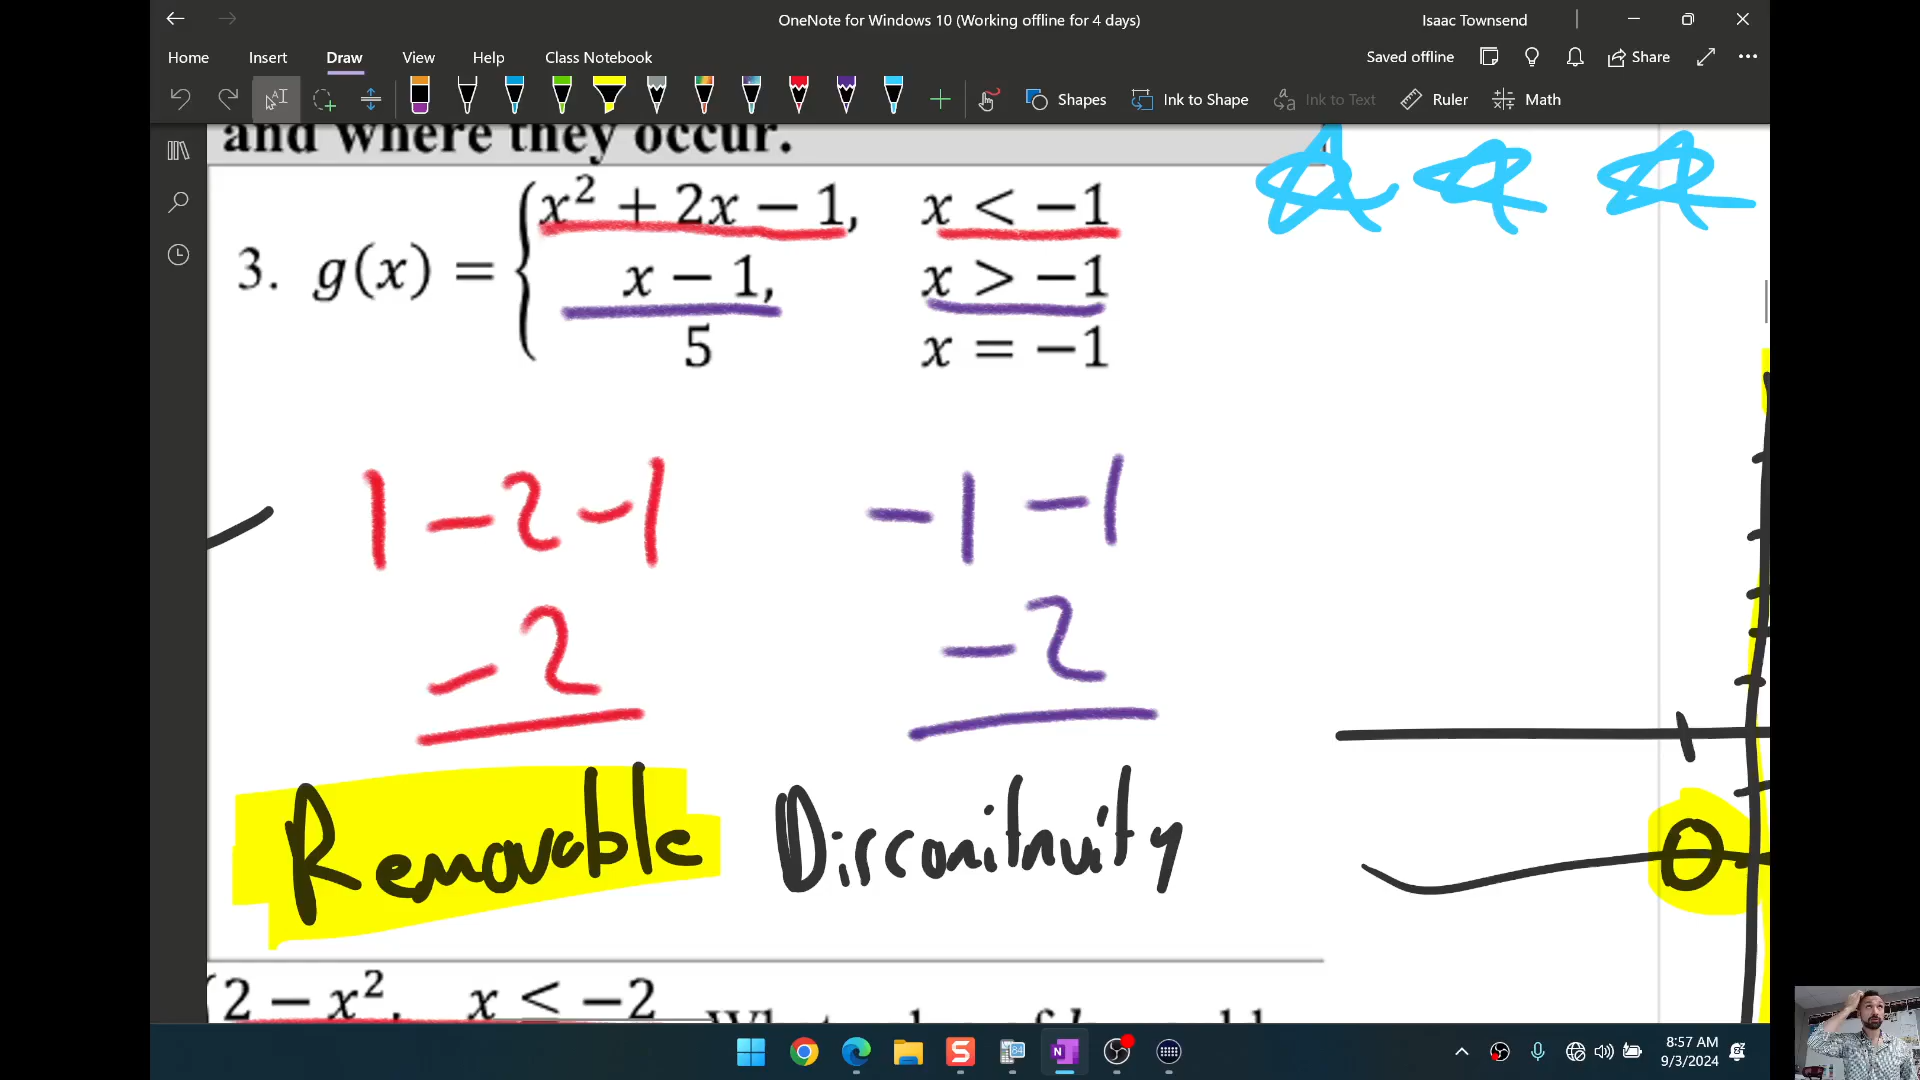 OneNote for Windows 10 (Working offline for 4 days)
Isaac Townsend
Home Insert Draw View Help Class Notebook
Saved offline Share
Shapes Ink to Shape Ink to Text Ruler Math
and where they occur.
x² + 2x − 1, x < −1
3. g(x) = { x − 1, x > −1
5 x = −1
1 − 2 − 1 −1 − 1
−2 −2
Removable Disconitnuity
2 − x², x < −2
8:57 AM
9/3/2024